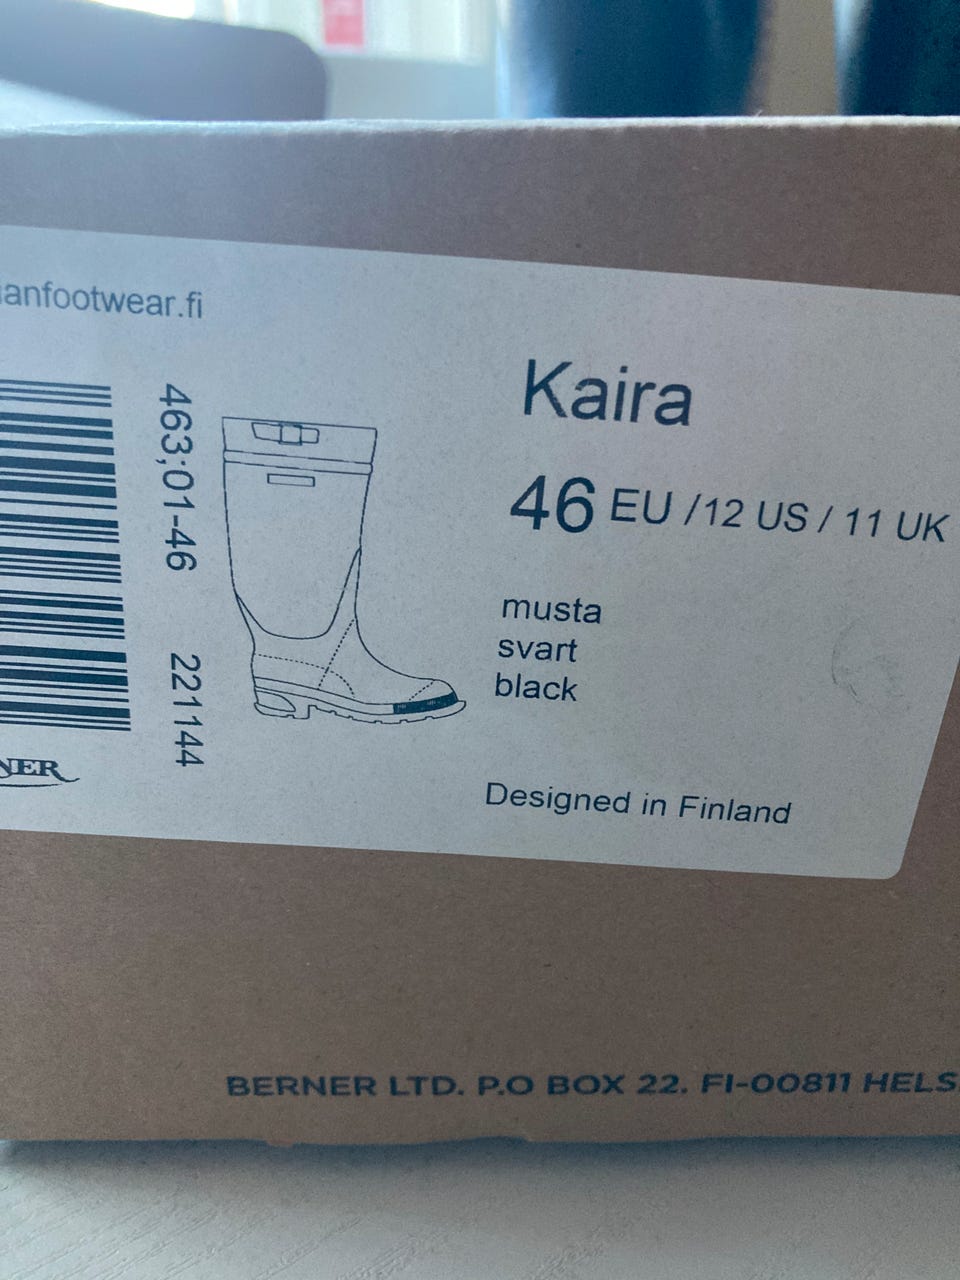 anfootwear.fi
463;01-46 221144
NER
Kaira
46 EU /12 US / 11 UK
musta
svart
black
Designed in Finland
BERNER LTD. P.O BOX 22. FI-00811 HELS